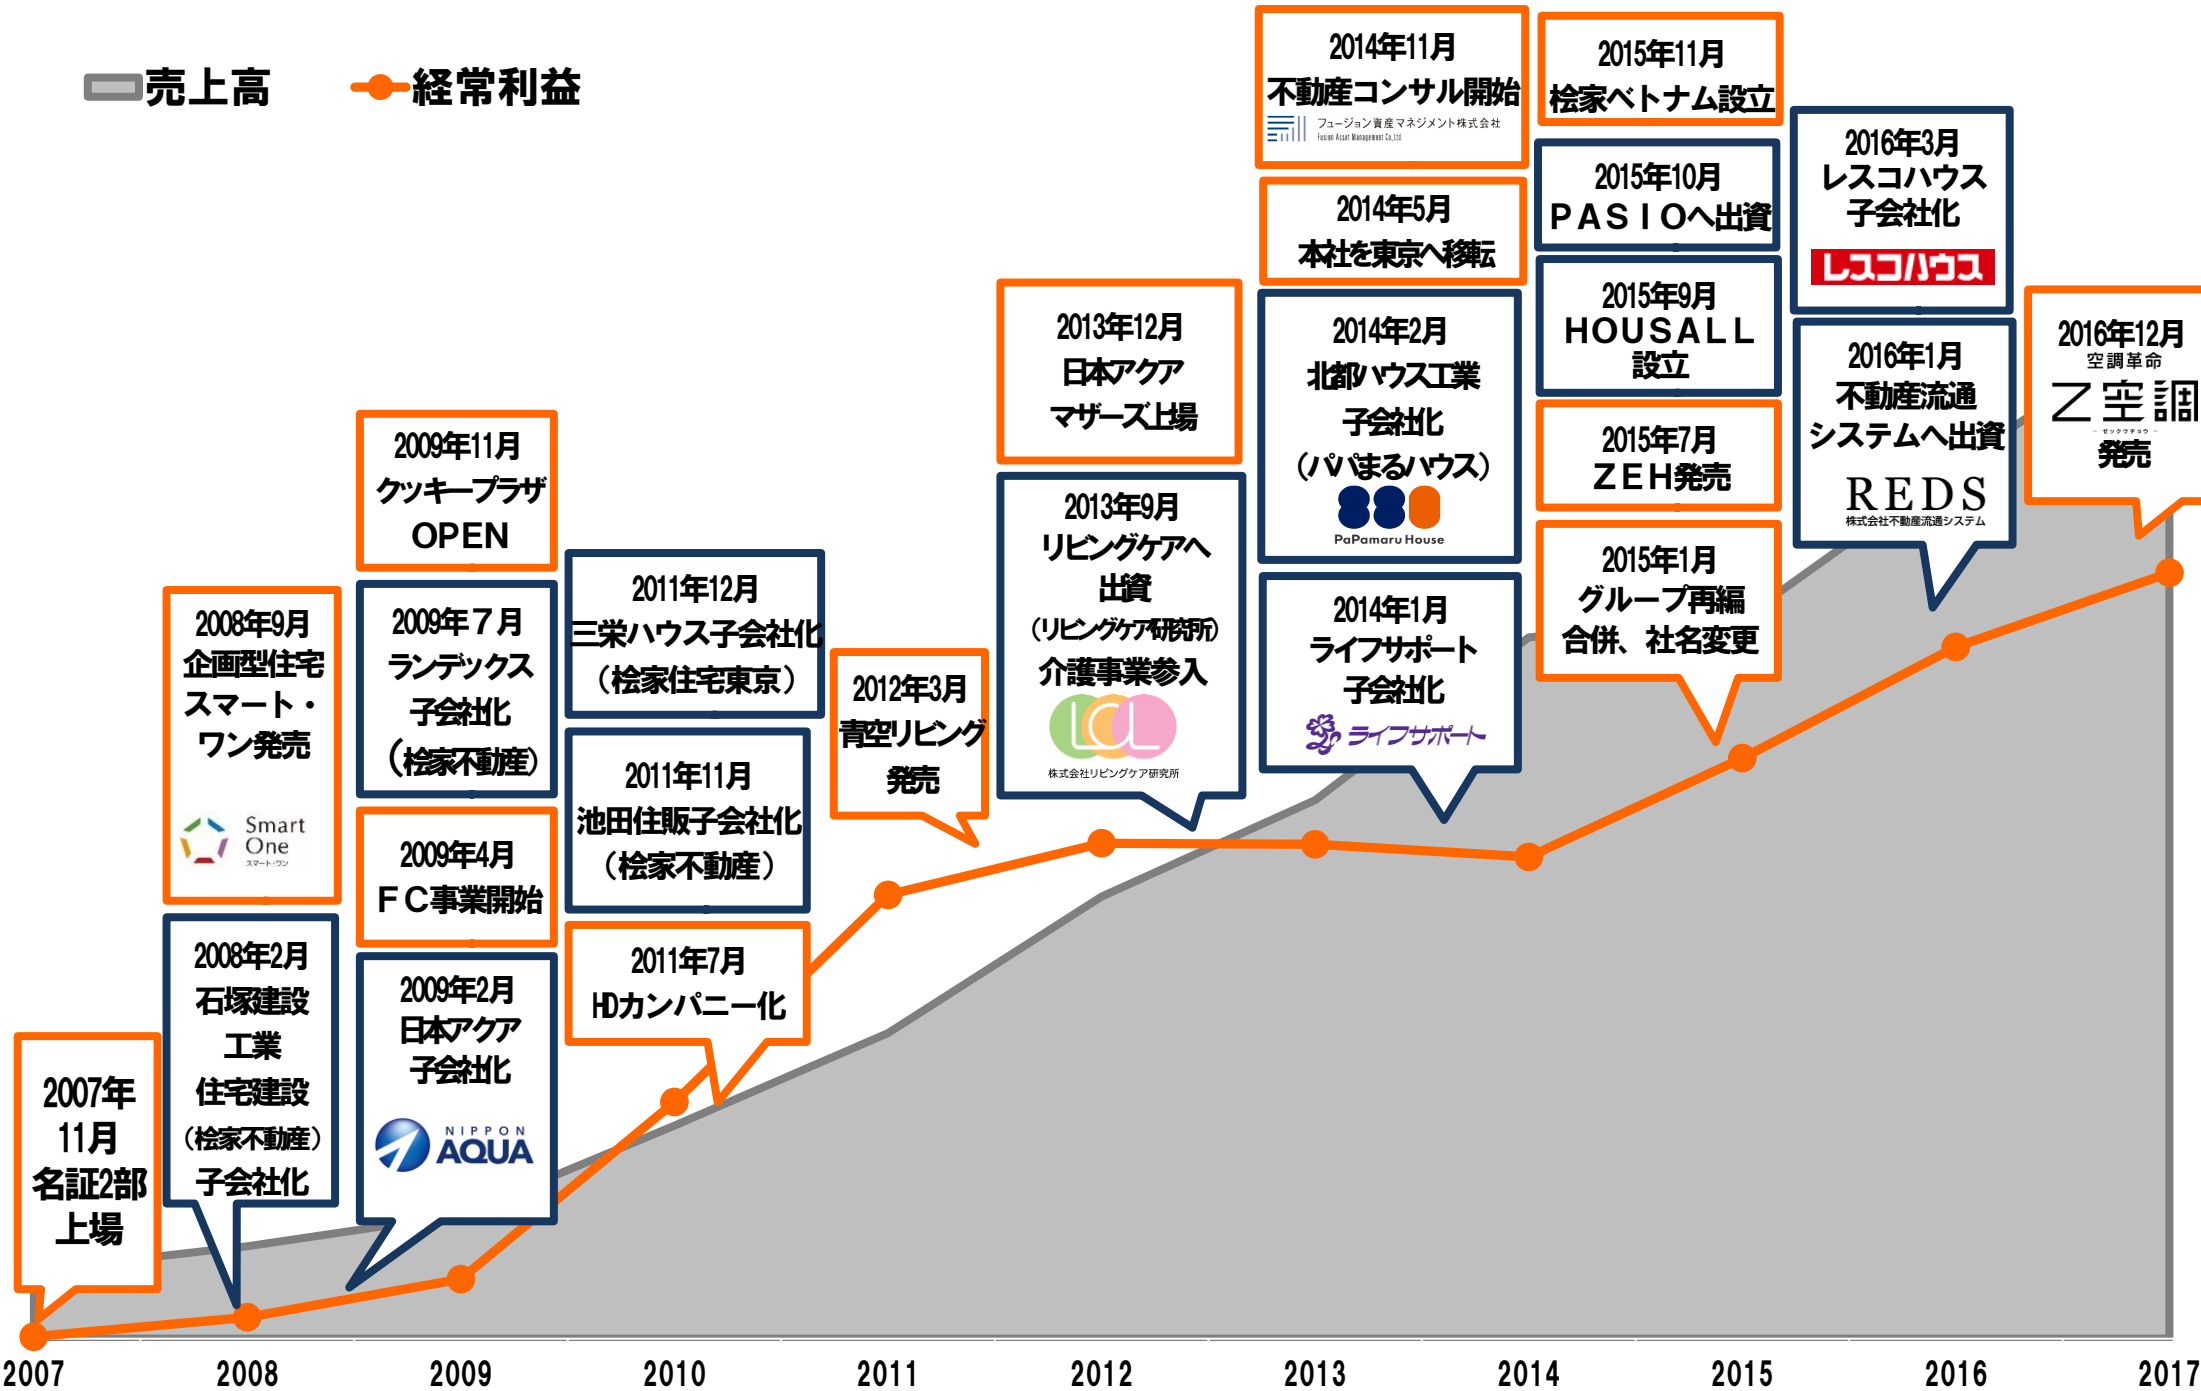 売上高
経常利益
2007年
11月
名証2部
上場
2008年9月
企画型住宅
スマート・
ワン発売
Smart
One
スマート・ワン
2008年2月
石塚建設
工業
住宅建設
（桧家不動産）
子会社化
2009年11月
クッキープラザ
OPEN
2009年７月
ランデックス
子会社化
（桧家不動産）
2009年4月
ＦＣ事業開始
2009年2月
日本アクア
子会社化
NIPPON
AQUA
2011年12月
三栄ハウス子会社化
（桧家住宅東京）
2011年11月
池田住販子会社化
（桧家不動産）
2011年7月
HDカンパニー化
2012年3月
青空リビング
発売
2013年12月
日本アクア
マザーズ上場
2013年9月
リビングケアへ
出資
（リビングケア研究所）
介護事業参入
LCL
株式会社リビングケア研究所
2014年11月
不動産コンサル開始
フュージョン資産マネジメント株式会社
Fusion Asset Management Co.,Ltd
2014年5月
本社を東京へ移転
2014年2月
北都ハウス工業
子会社化
（パパまるハウス）
PaPamaru House
2014年1月
ライフサポート
子会社化
ライフサポート
2015年11月
桧家ベトナム設立
2015年10月
ＰＡＳＩＯへ出資
2015年9月
ＨＯＵＳＡＬＬ
設立
2015年7月
ＺＥＨ発売
2015年1月
グループ再編
合併、社名変更
2016年3月
レスコハウス
子会社化
レスコハウス
2016年1月
不動産流通
システムへ出資
REDS
株式会社不動産流通システム
2016年12月
空調革命
Z空調
－ ゼックウチョウ －
発売
2007 2008 2009 2010 2011 2012 2013 2014 2015 2016 2017